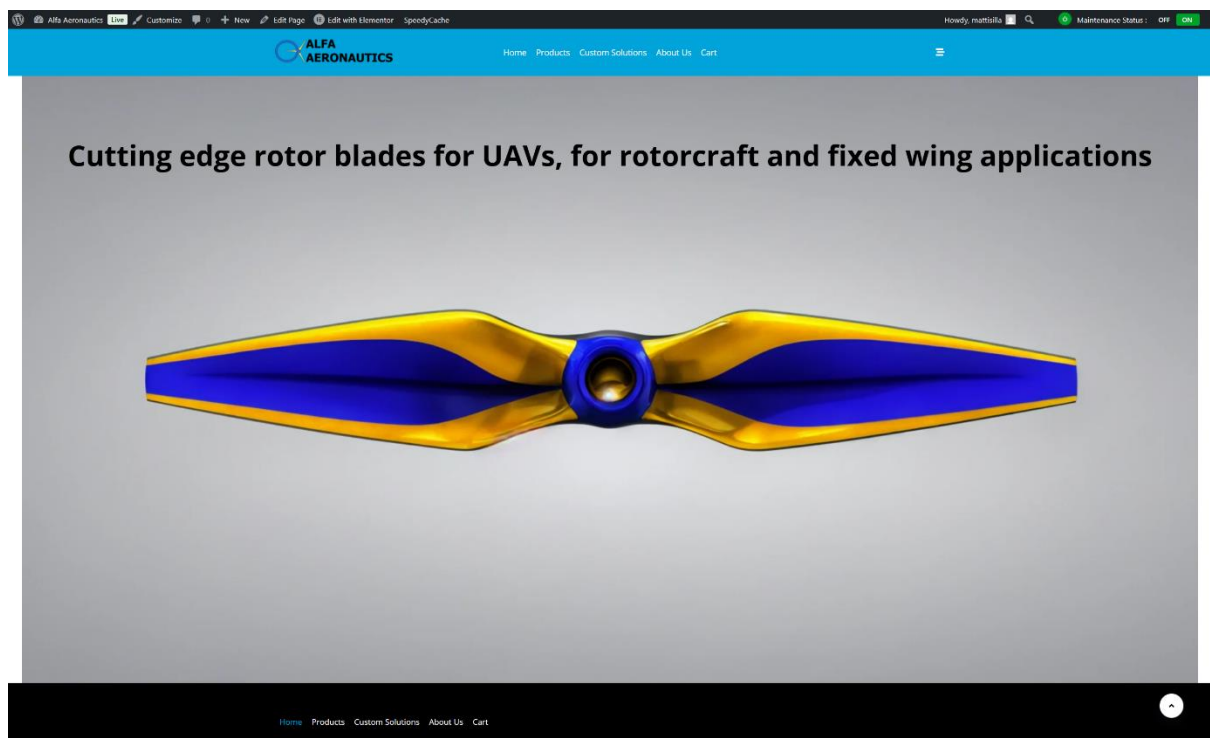 Alfa Aeronautics Live Customize 0 New Edit Page Edit with Elementor SpeedyCache Howdy, mattisilla Maintenance Status : OFF ON
ALFA
AERONAUTICS
Home Products Custom Solutions About Us Cart
Cutting edge rotor blades for UAVs, for rotorcraft and fixed wing applications
Home Products Custom Solutions About Us Cart